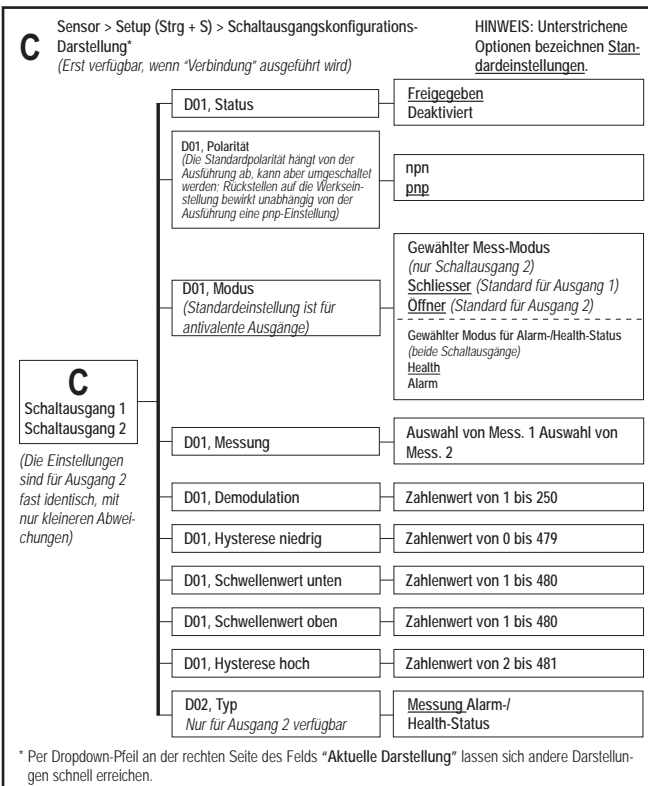 C
Sensor > Setup (Strg + S) > Schaltausgangskonfigurations-
Darstellung*
(Erst verfügbar, wenn "Verbindung" ausgeführt wird)
HINWEIS: Unterstrichene
Optionen bezeichnen Stan-
dardeinstellungen.
D01, Status
Freigegeben
Deaktiviert
D01, Polarität
(Die Standardpolarität hängt von der
Ausführung ab, kann aber umgeschaltet
werden; Rückstellen auf die Werksein-
stellung bewirkt unabhängig von der
Ausführung eine pnp-Einstellung)
npn
pnp
D01, Modus
(Standardeinstellung ist für
antivalente Ausgänge)
Gewählter Mess-Modus
(nur Schaltausgang 2)
Schliesser (Standard für Ausgang 1)
Öffner (Standard für Ausgang 2)
Gewählter Modus für Alarm-/Health-Status
(beide Schaltausgänge)
Health
Alarm
C
Schaltausgang 1
Schaltausgang 2
(Die Einstellungen
sind für Ausgang 2
fast identisch, mit
nur kleineren Abwei-
chungen)
D01, Messung
Auswahl von Mess. 1 Auswahl von
Mess. 2
D01, Demodulation
Zahlenwert von 1 bis 250
D01, Hysterese niedrig
Zahlenwert von 0 bis 479
D01, Schwellenwert unten
Zahlenwert von 1 bis 480
D01, Schwellenwert oben
Zahlenwert von 1 bis 480
D01, Hysterese hoch
Zahlenwert von 2 bis 481
D02, Typ
Nur für Ausgang 2 verfügbar
Messung Alarm-/
Health-Status
* Per Dropdown-Pfeil an der rechten Seite des Felds "Aktuelle Darstellung" lassen sich andere Darstellun-
gen schnell erreichen.